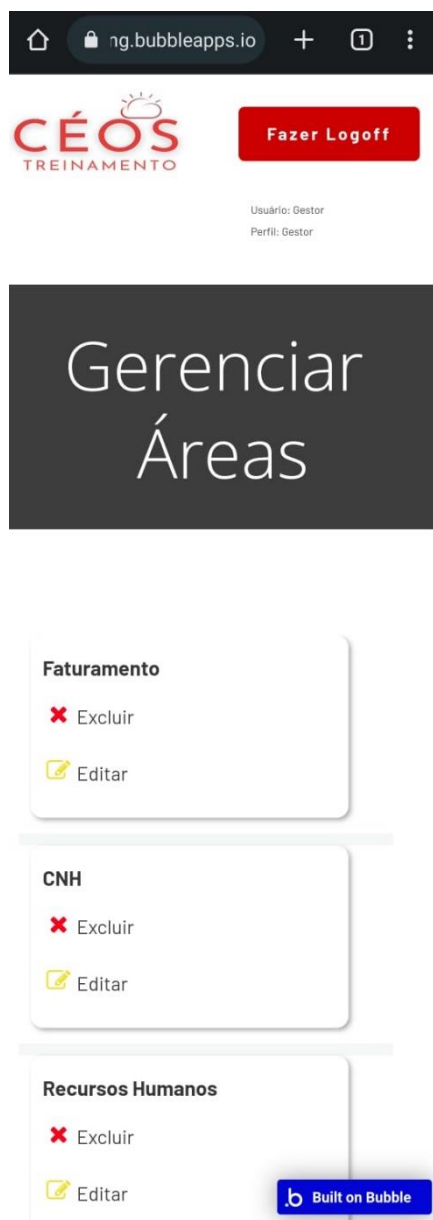 ng.bubbleapps.io
1
CÉOS
TREINAMENTO
Fazer Logoff
Usuário: Gestor
Perfil: Gestor
Gerenciar
Áreas
Faturamento
Excluir
Editar
CNH
Excluir
Editar
Recursos Humanos
Excluir
Editar
.b Built on Bubble